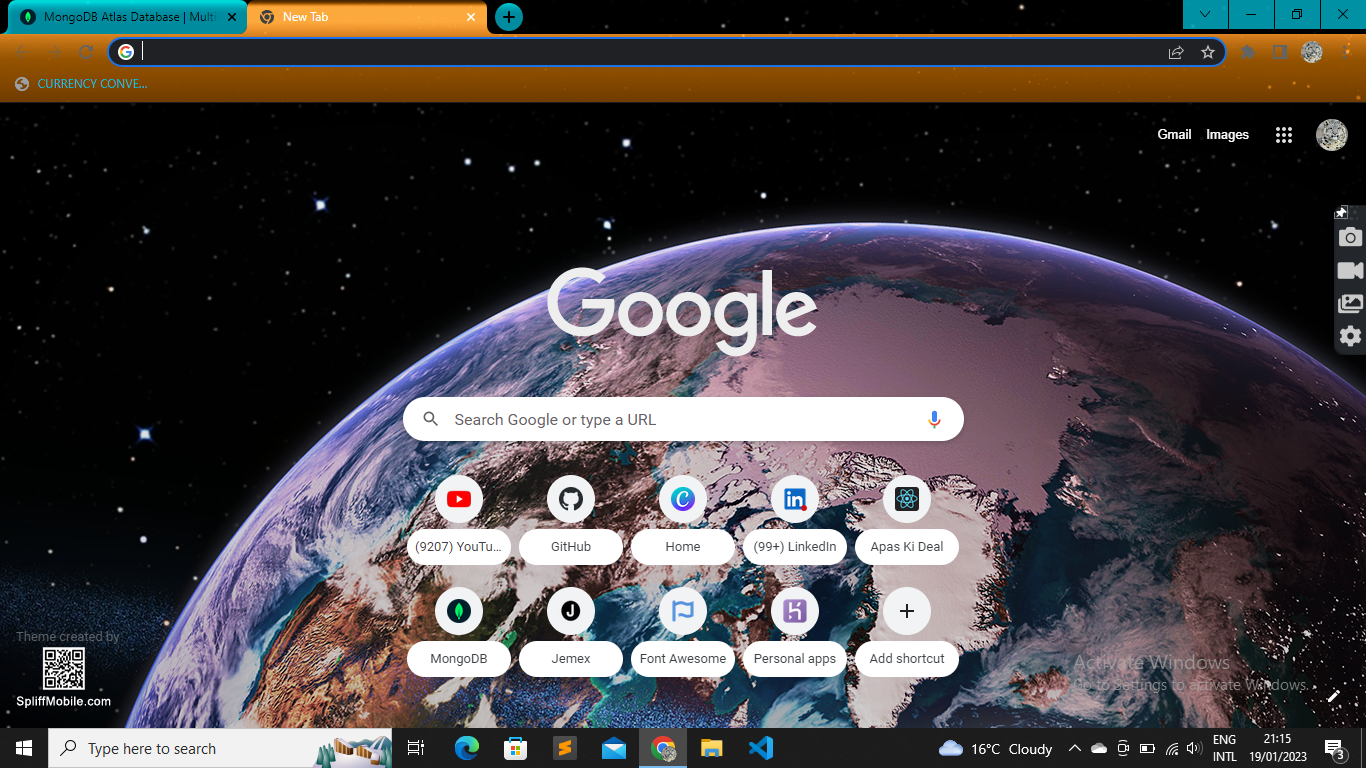 MongoDB Atlas Database | Multi
New Tab
CURRENCY CONVE...
Gmail Images
Google
Search Google or type a URL
(9207) YouTu... GitHub Home (99+) LinkedIn Apas Ki Deal
MongoDB Jemex Font Awesome Personal apps Add shortcut
Theme created by
SpliffMobile.com
Activate Windows
Go to Settings to activate Windows.
Type here to search
16°C Cloudy
ENG
INTL
21:15
19/01/2023
3